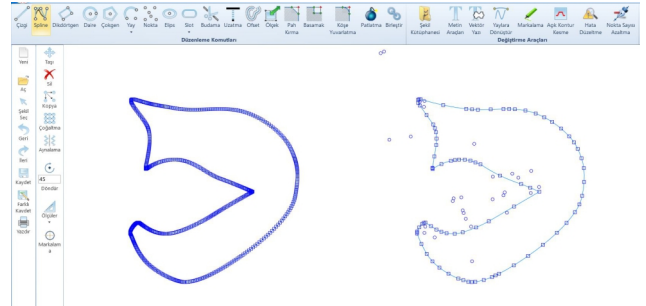 Çizgi Spline Dikdörtgen Daire Çokgen Yay Nokta Elips Slot Budama Uzatma Ofset Ölçek Pah Kırma Basamak Köşe Yuvarlatma Patlatma Birleştir
Düzenleme Komutları
Şekil Kütüphanesi Metin Araçları Vektör Yazı Yaylara Dönüştür Markalama Açık Kontur Kesme Hata Düzeltme Nokta Sayısı Azaltma
Değiştirme Araçları
Yeni
Aç
Şekil Seç
Geri
İleri
Kaydet
Farklı Kaydet
Yazdır
Taşı
Sil
Kopya
Çoğaltma
Aynalama
45
Döndür
Ölçüler
Markalama